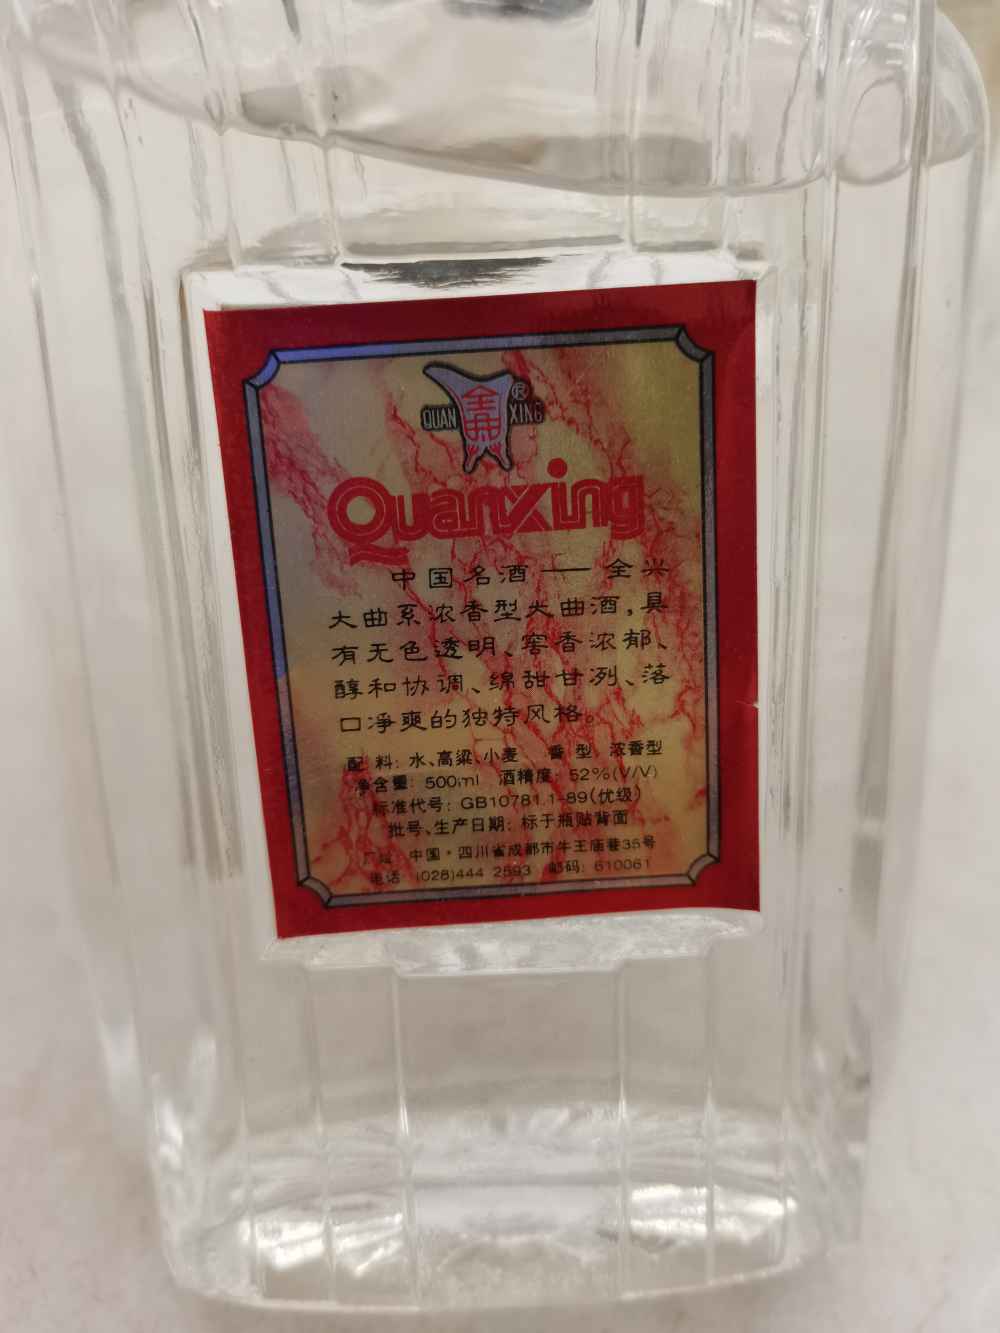 全兴
QUAN XING ®
Quanxing
中国名酒——全兴
大曲系浓香型大曲酒,具
有无色透明、窖香浓郁、
醇和协调、绵甜甘冽、落
口净爽的独特风格。
配料:水、高粱、小麦 香型:浓香型
净含量:500ml 酒精度:52%(V/V)
标准代号:GB10781.1-89(优级)
批号、生产日期:标于瓶贴背面
厂址:中国·四川省成都市牛王庙巷35号
电话:(028)444 2593 邮码:610061